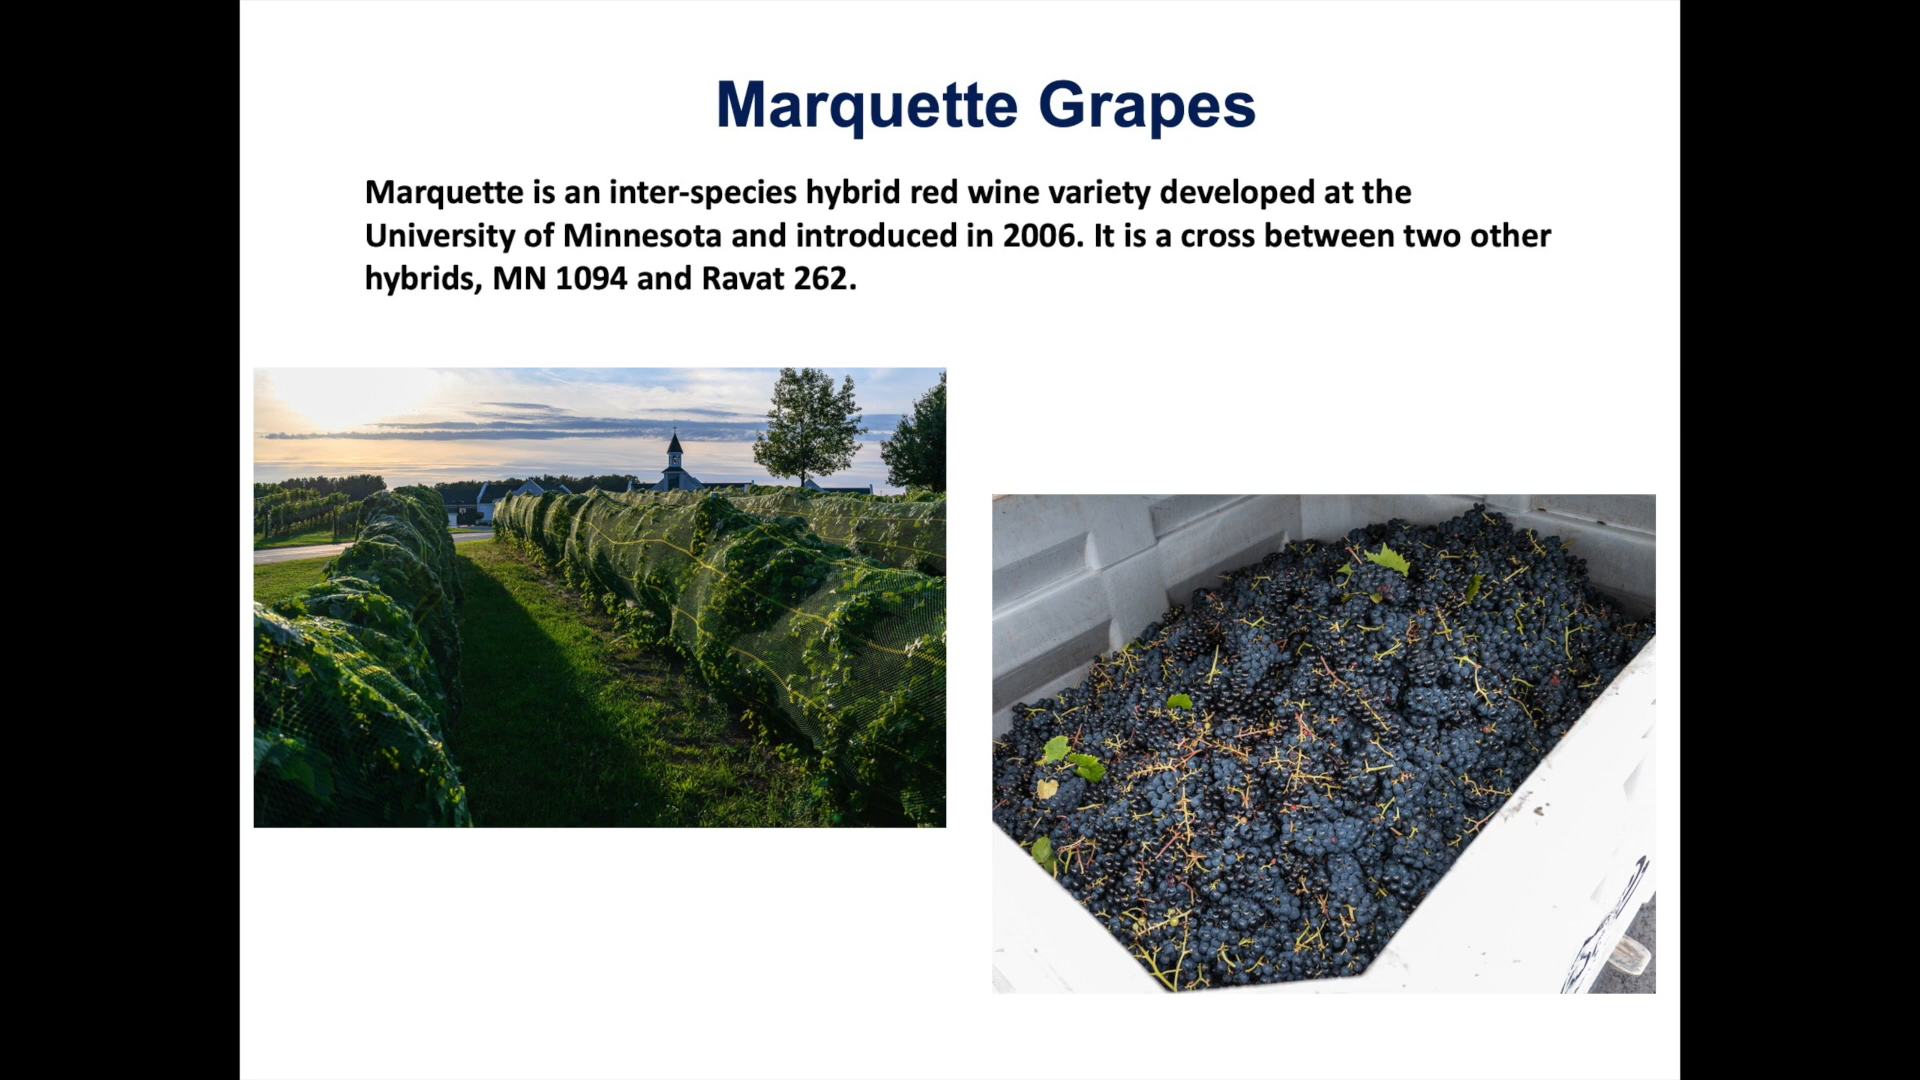 Marquette Grapes
Marquette is an inter-species hybrid red wine variety developed at the
University of Minnesota and introduced in 2006. It is a cross between two other
hybrids, MN 1094 and Ravat 262.